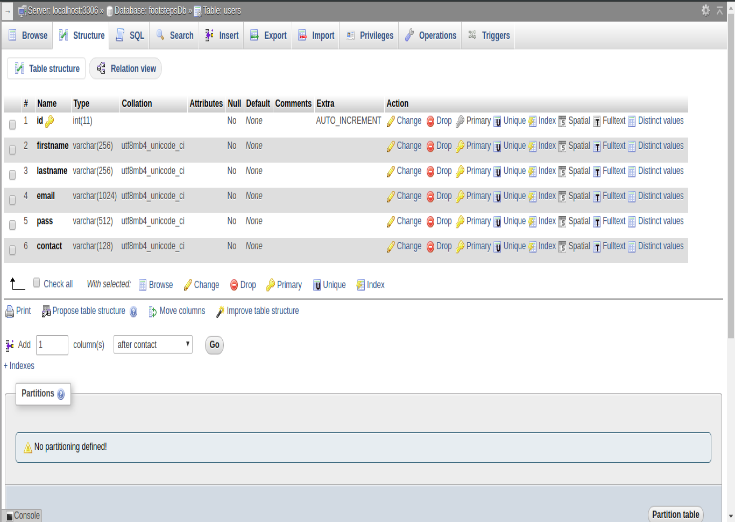 Server: localhost:3306 » Database: footstepsDb » Table: users
Browse Structure SQL Search Insert Export Import Privileges Operations Triggers
Table structure Relation view
# Name Type Collation Attributes Null Default Comments Extra Action
1 id int(11) No None AUTO_INCREMENT Change Drop Primary Unique Index Spatial Fulltext Distinct values
2 firstname varchar(256) utf8mb4_unicode_ci No None Change Drop Primary Unique Index Spatial Fulltext Distinct values
3 lastname varchar(256) utf8mb4_unicode_ci No None Change Drop Primary Unique Index Spatial Fulltext Distinct values
4 email varchar(1024) utf8mb4_unicode_ci No None Change Drop Primary Unique Index Spatial Fulltext Distinct values
5 pass varchar(512) utf8mb4_unicode_ci No None Change Drop Primary Unique Index Spatial Fulltext Distinct values
6 contact varchar(128) utf8mb4_unicode_ci No None Change Drop Primary Unique Index Spatial Fulltext Distinct values
Check all With selected: Browse Change Drop Primary Unique Index
Print Propose table structure Move columns Improve table structure
Add 1 column(s) after contact Go
+ Indexes
Partitions
No partitioning defined!
Partition table
Console